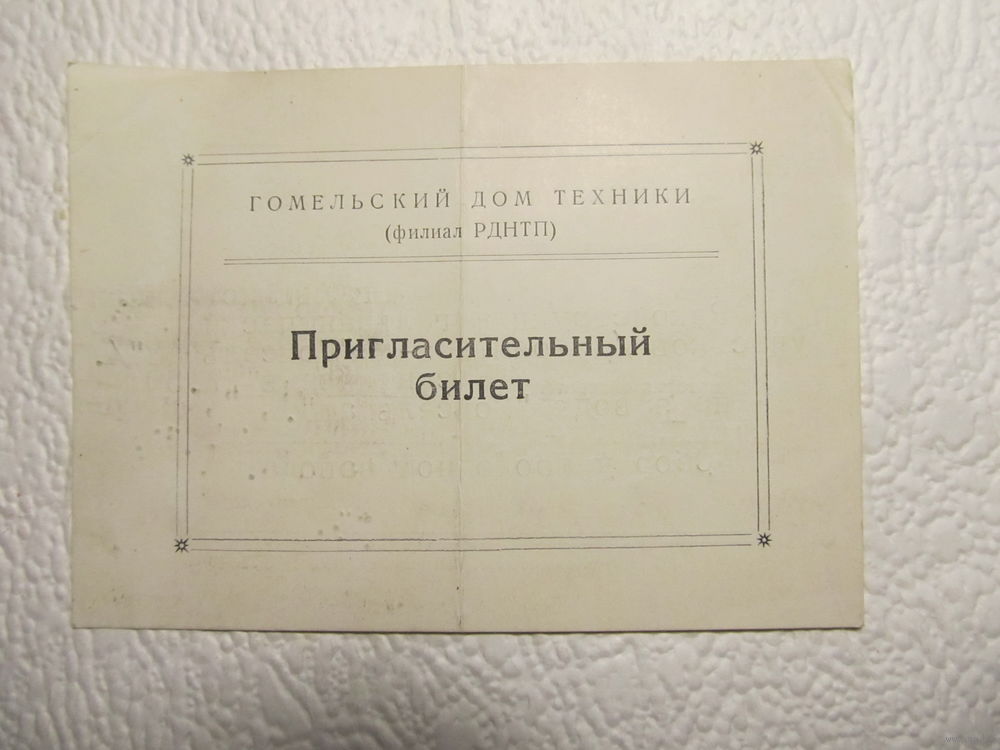 ГОМЕЛЬСКИЙ ДОМ ТЕХНИКИ
(филиал РДНТП)
Пригласительный
билет